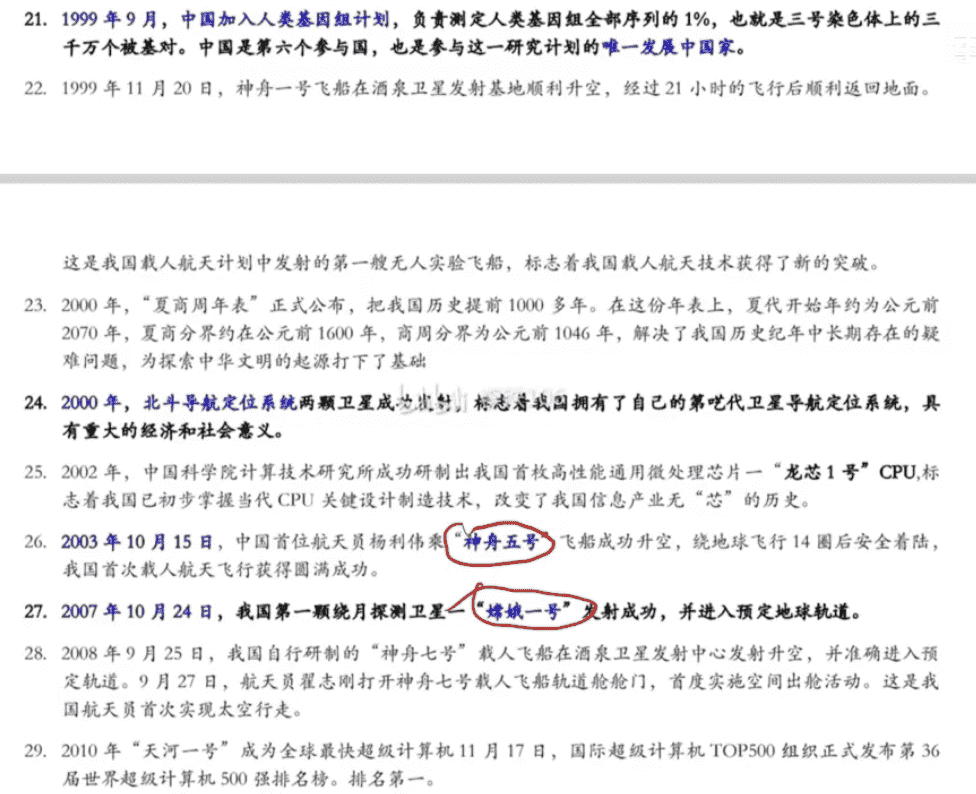 21. 1999 年 9 月，中国加入人类基因组计划，负责测定人类基因组全部序列的 1%，也就是三号染色体上的三
千万个被基对。中国是第六个参与国，也是参与这一研究计划的唯一发展中国家。
22. 1999 年 11 月 20 日，神舟一号飞船在酒泉卫星发射基地顺利升空，经过 21 小时的飞行后顺利返回地面。
这是我国载人航天计划中发射的第一艘无人实验飞船，标志着我国载人航天技术获得了新的突破。
23. 2000 年，“夏商周年表”正式公布，把我国历史提前 1000 多年。在这份年表上，夏代开始年约为公元前
2070 年，夏商分界约在公元前 1600 年，商周分界为公元前 1046 年，解决了我国历史纪年中长期存在的疑
难问题，为探索中华文明的起源打下了基础
24. 2000 年，北斗导航定位系统两颗卫星成功发射，标志着我国拥有了自己的第呓代卫星导航定位系统，具
有重大的经济和社会意义。
25. 2002 年，中国科学院计算技术研究所成功研制出我国首枚高性能通用微处理芯片一“龙芯 1 号”CPU,标
志着我国已初步掌握当代 CPU 关键设计制造技术，改变了我国信息产业无“芯”的历史。
26. 2003 年 10 月 15 日，中国首位航天员杨利伟乘“神舟五号”飞船成功升空，绕地球飞行 14 圈后安全着陆，
我国首次载人航天飞行获得圆满成功。
27. 2007 年 10 月 24 日，我国第一颗绕月探测卫星一“嫦娥一号”发射成功，并进入预定地球轨道。
28. 2008 年 9 月 25 日，我国自行研制的“神舟七号”载人飞船在酒泉卫星发射中心发射升空，并准确进入预
定轨道。9 月 27 日，航天员翟志刚打开神舟七号载人飞船轨道舱舱门，首度实施空间出舱活动。这是我
国航天员首次实现太空行走。
29. 2010 年“天河一号”成为全球最快超级计算机 11 月 17 日，国际超级计算机 TOP500 组织正式发布第 36
届世界超级计算机 500 强排名榜。排名第一。